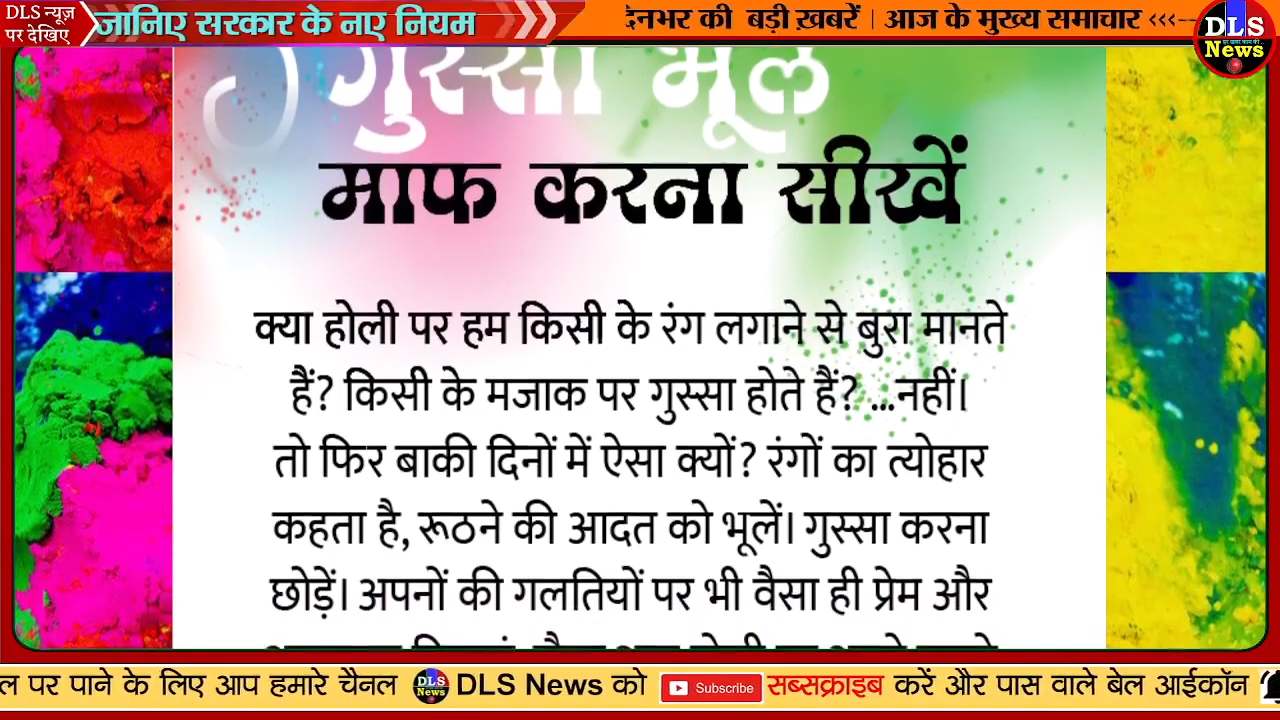 DLS न्यूज़
पर देखिए
जानिए सरकार के नए नियम
दिनभर की बड़ी ख़बरें | आज के मुख्य समाचार ‹‹‹--
DLS
News
गुस्सा भूल
माफ करना सीखें
क्या होली पर हम किसी के रंग लगाने से बुरा मानते
हैं? किसी के मजाक पर गुस्सा होते हैं? ...नहीं।
तो फिर बाकी दिनों में ऐसा क्यों? रंगों का त्योहार
कहता है, रूठने की आदत को भूलें। गुस्सा करना
छोड़ें। अपनों की गलतियों पर भी वैसा ही प्रेम और
पर पाने के लिए आप हमारे चैनल DLS News DLS News को Subscribe सब्सक्राइब करें और पास वाले बेल आईकॉन